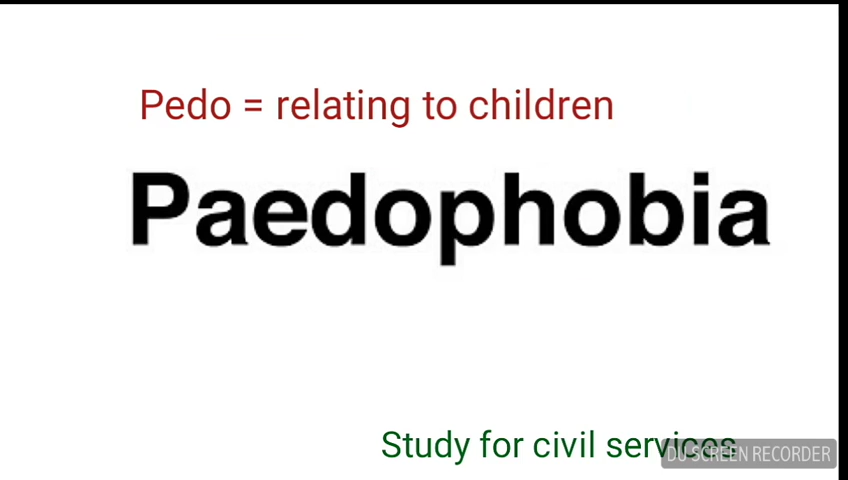 Pedo = relating to children
Paedophobia
Study for civil services
DU SCREEN RECORDER